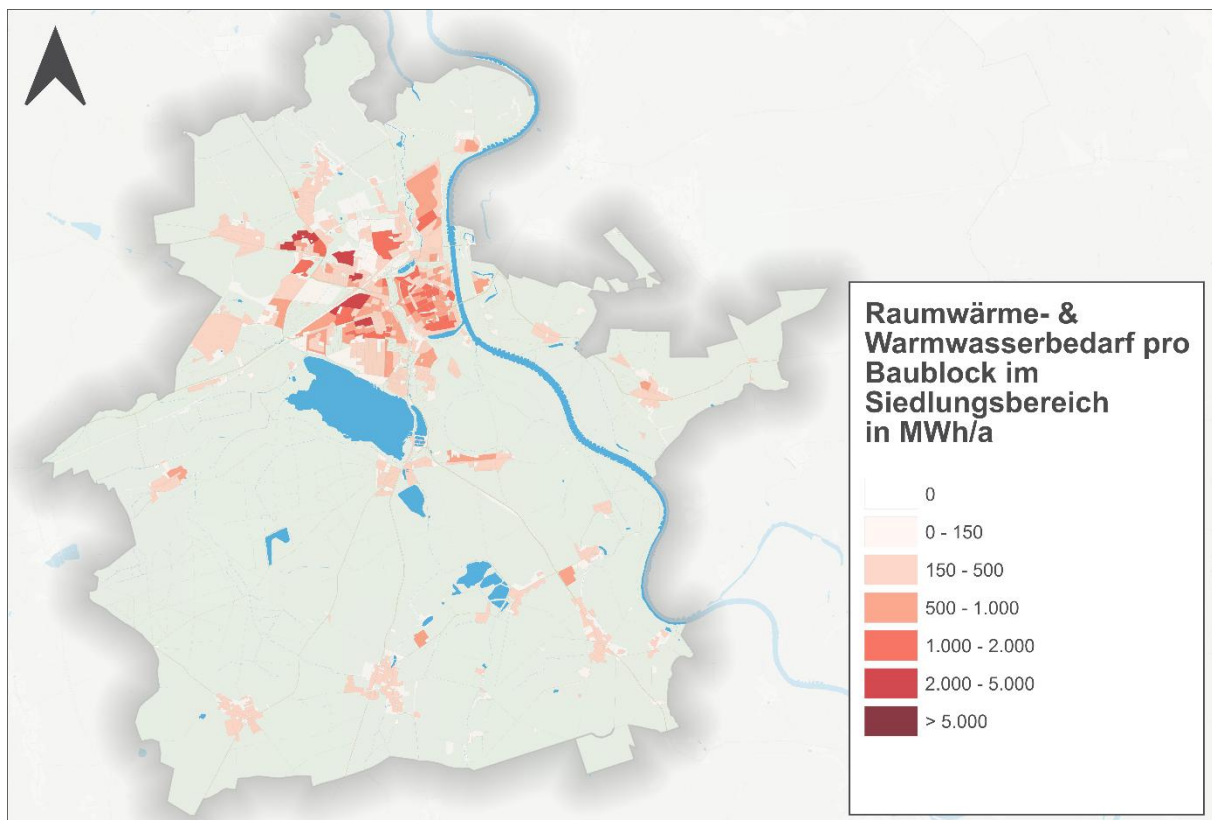 Raumwärme- &
Warmwasserbedarf pro
Baublock im
Siedlungsbereich
in MWh/a
0
0 - 150
150 - 500
500 - 1.000
1.000 - 2.000
2.000 - 5.000
> 5.000